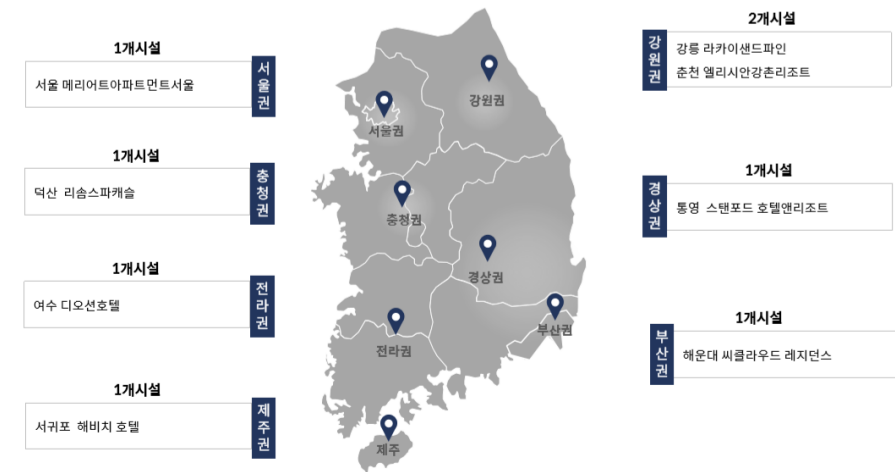 1개시설
서울권
서울 메리어트아파트먼트서울
1개시설
충청권
덕산 리솜스파캐슬
1개시설
전라권
여수 디오션호텔
1개시설
제주권
서귀포 해비치 호텔
강원권
서울권
충청권
경상권
부산권
전라권
제주
2개시설
강원권
강릉 라카이샌드파인
춘천 엘리시안강촌리조트
1개시설
경상권
통영 스탠포드 호텔앤리조트
1개시설
부산권
해운대 씨클라우드 레지던스